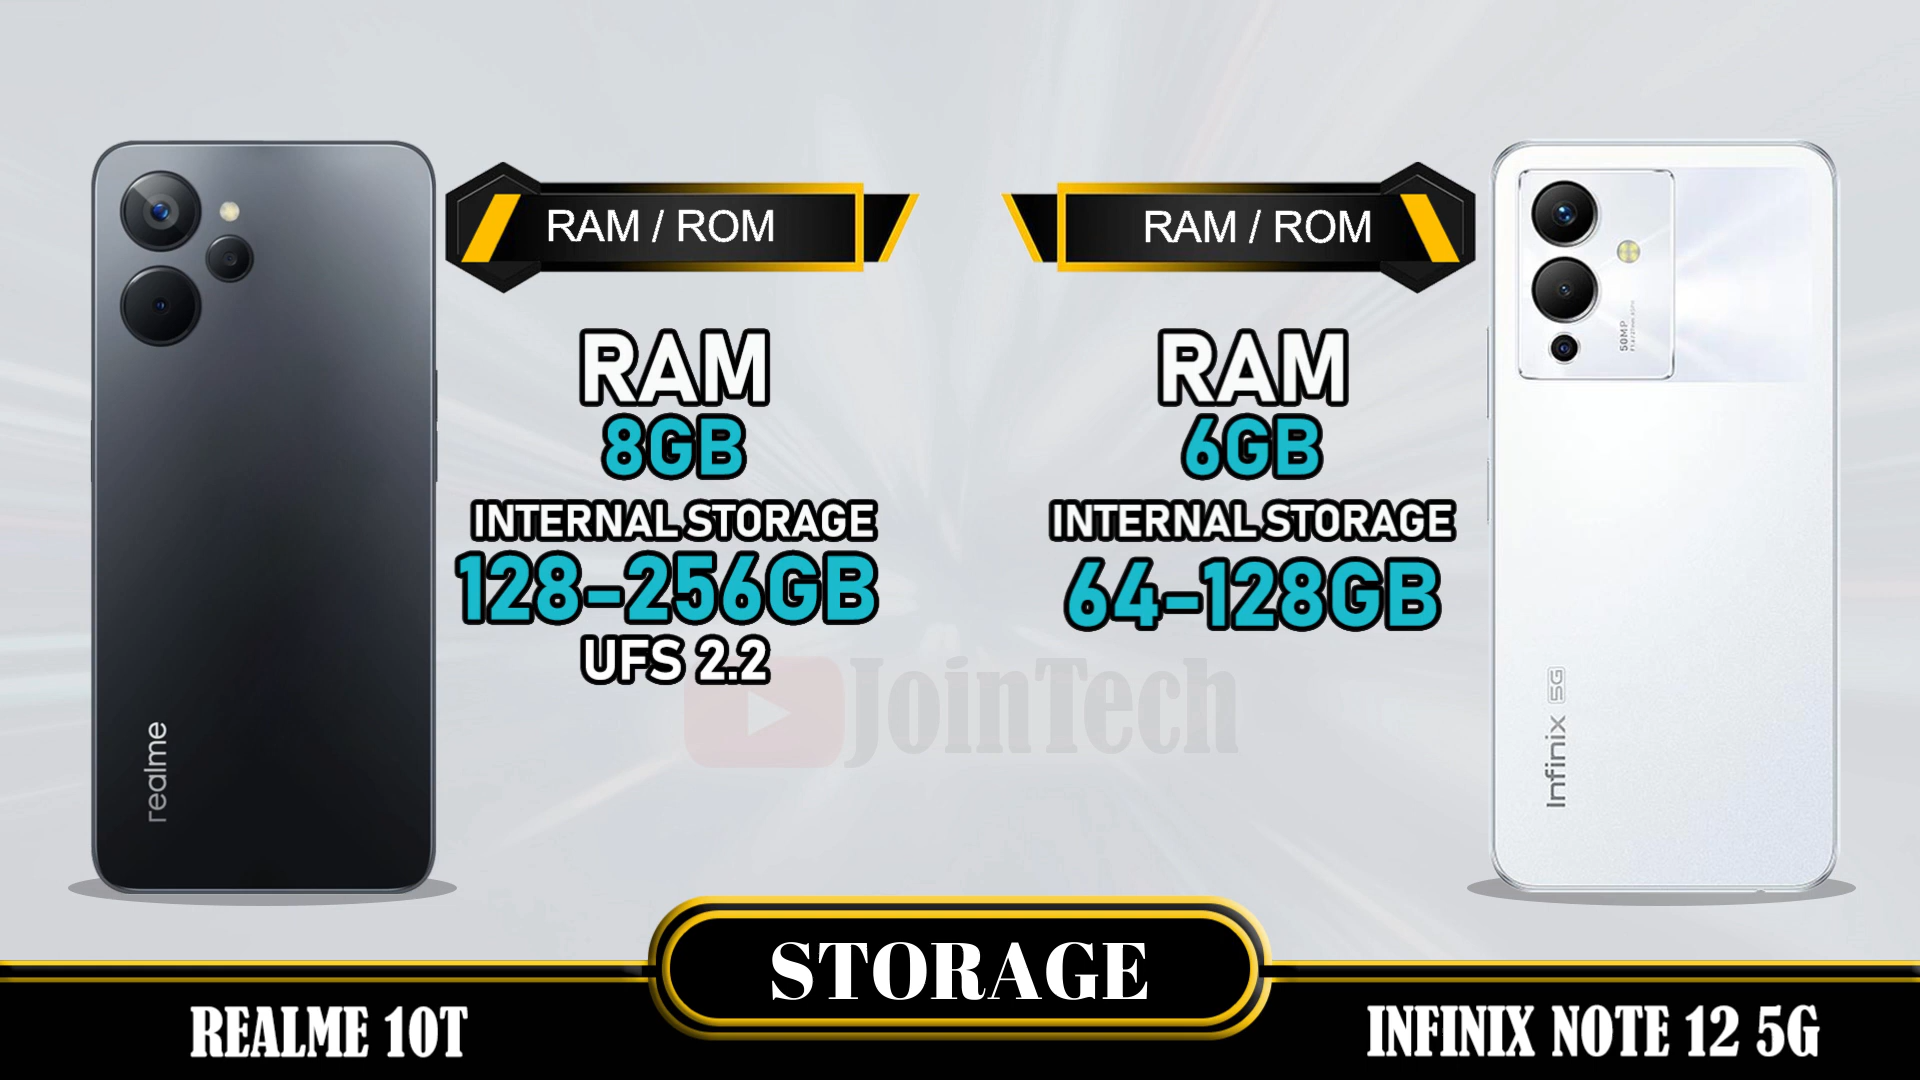 RAM / ROM
RAM
8GB
INTERNAL STORAGE
128-256GB
UFS 2.2
RAM / ROM
RAM
6GB
INTERNAL STORAGE
64-128GB
JoinTech
realme
50MP
Infinix 5G
STORAGE
REALME 10T
INFINIX NOTE 12 5G